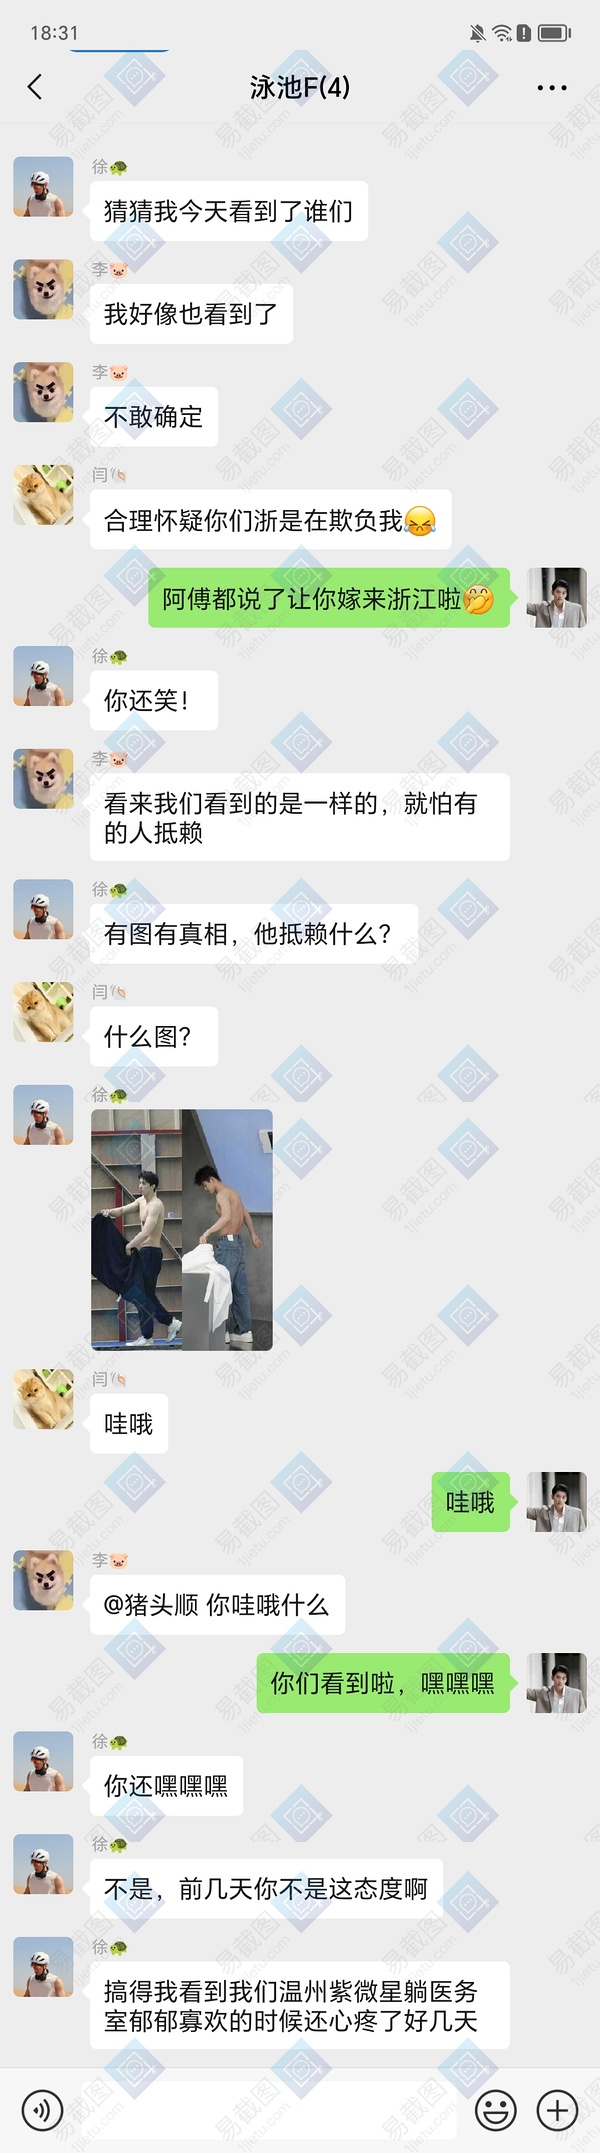 18:31
泳池F(4)
徐🐢
猜猜我今天看到了谁们
李🐷
我好像也看到了
李🐷
不敢确定
闫🐚
合理怀疑你们浙是在欺负我😹
阿傅都说了让你嫁来浙江啦🤭
徐🐢
你还笑！
李🐷
看来我们看到的是一样的，就怕有
的人抵赖
徐🐢
有图有真相，他抵赖什么？
闫🐚
什么图？
徐🐢
闫🐚
哇哦
哇哦
李🐷
@猪头顺 你哇哦什么
你们看到啦，嘿嘿嘿
徐🐢
你还嘿嘿嘿
徐🐢
不是，前几天你不是这态度啊
徐🐢
搞得我看到我们温州紫微星躺医务
室郁郁寡欢的时候还心疼了好几天
易截图
1jietu.com